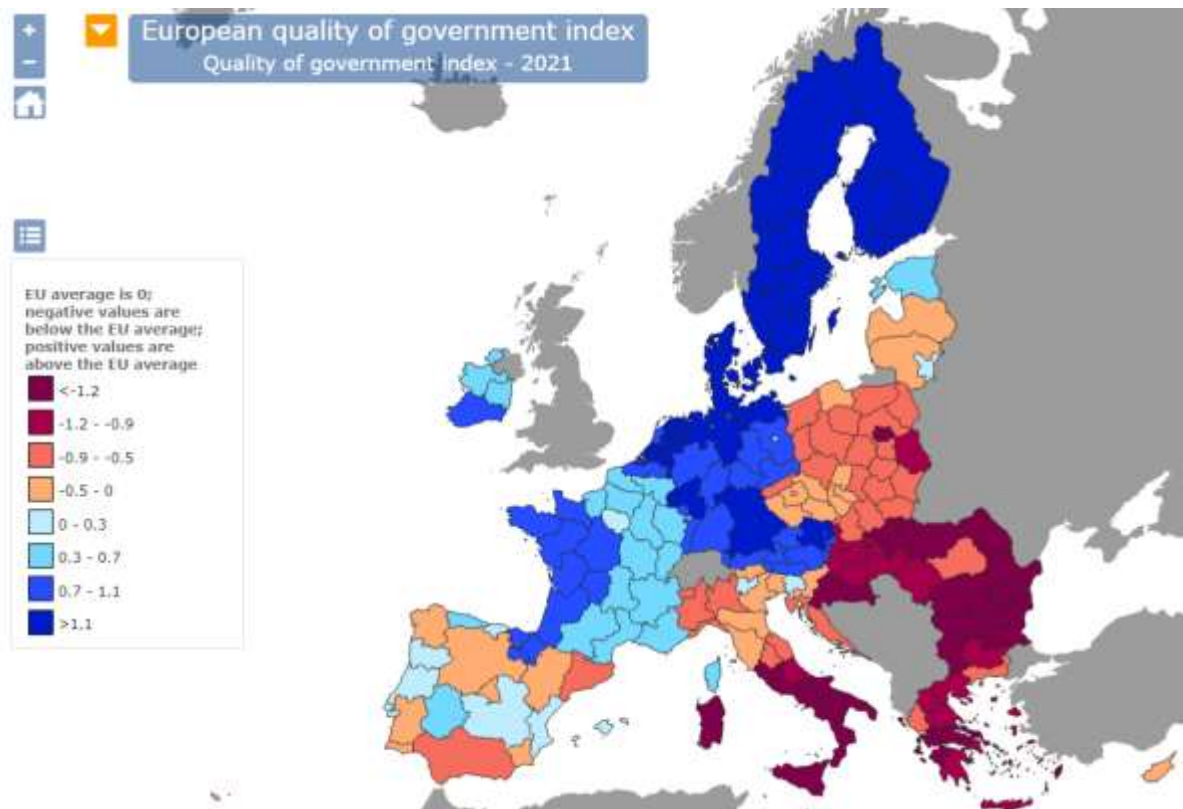 +
European quality of government index
−
Quality of government index - 2021
EU average is 0;
negative values are
below the EU average;
positive values are
above the EU average
<-1.2
-1.2 - -0.9
-0.9 - -0.5
-0.5 - 0
0 - 0.3
0.3 - 0.7
0.7 - 1.1
>1.1